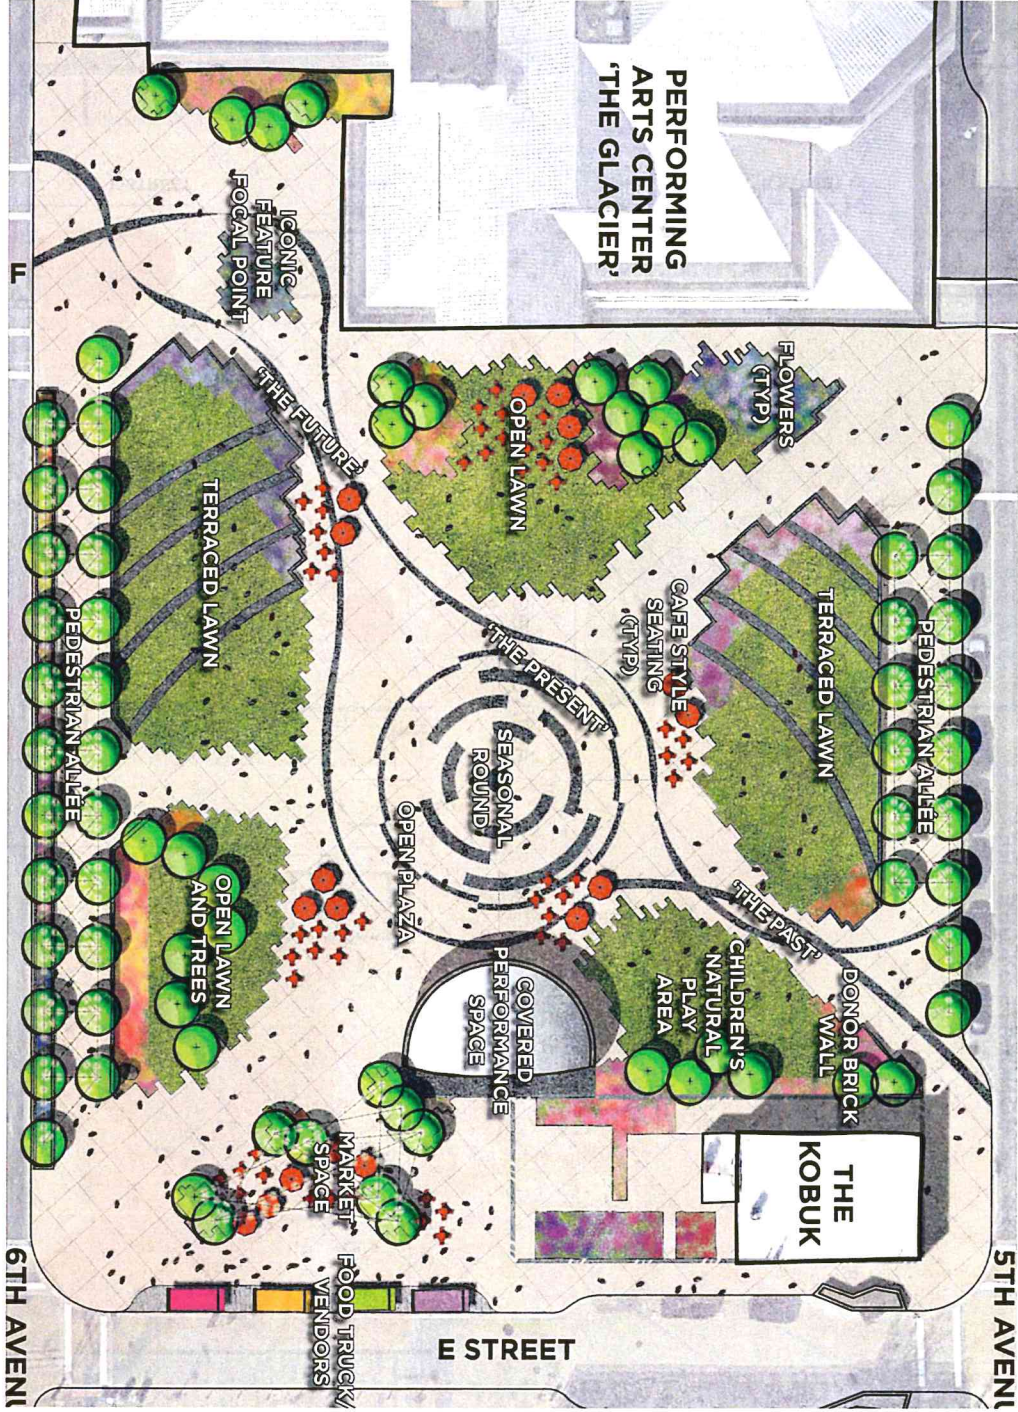 PERFORMING
ARTS CENTER
'THE GLACIER'
ICONIC
FEATURE
FOCAL POINT
F
FLOWERS
(TYP)
OPEN LAWN
'THE FUTURE'
TERRACED LAWN
PEDESTRIAN ALLÉE
CAFE STYLE
SEATING
(TYP)
TERRACED LAWN
PEDESTRIAN ALLÉE
'THE PRESENT'
SEASONAL
ROUND
OPEN PLAZA
OPEN LAWN
AND TREES
'THE PAST'
CHILDREN'S
NATURAL
PLAY
AREA
DONOR BRICK
WALL
COVERED
PERFORMANCE
SPACE
THE
KOBUK
MARKET
SPACE
FOOD TRUCK/
VENDORS
E STREET
5TH AVENU
6TH AVENU